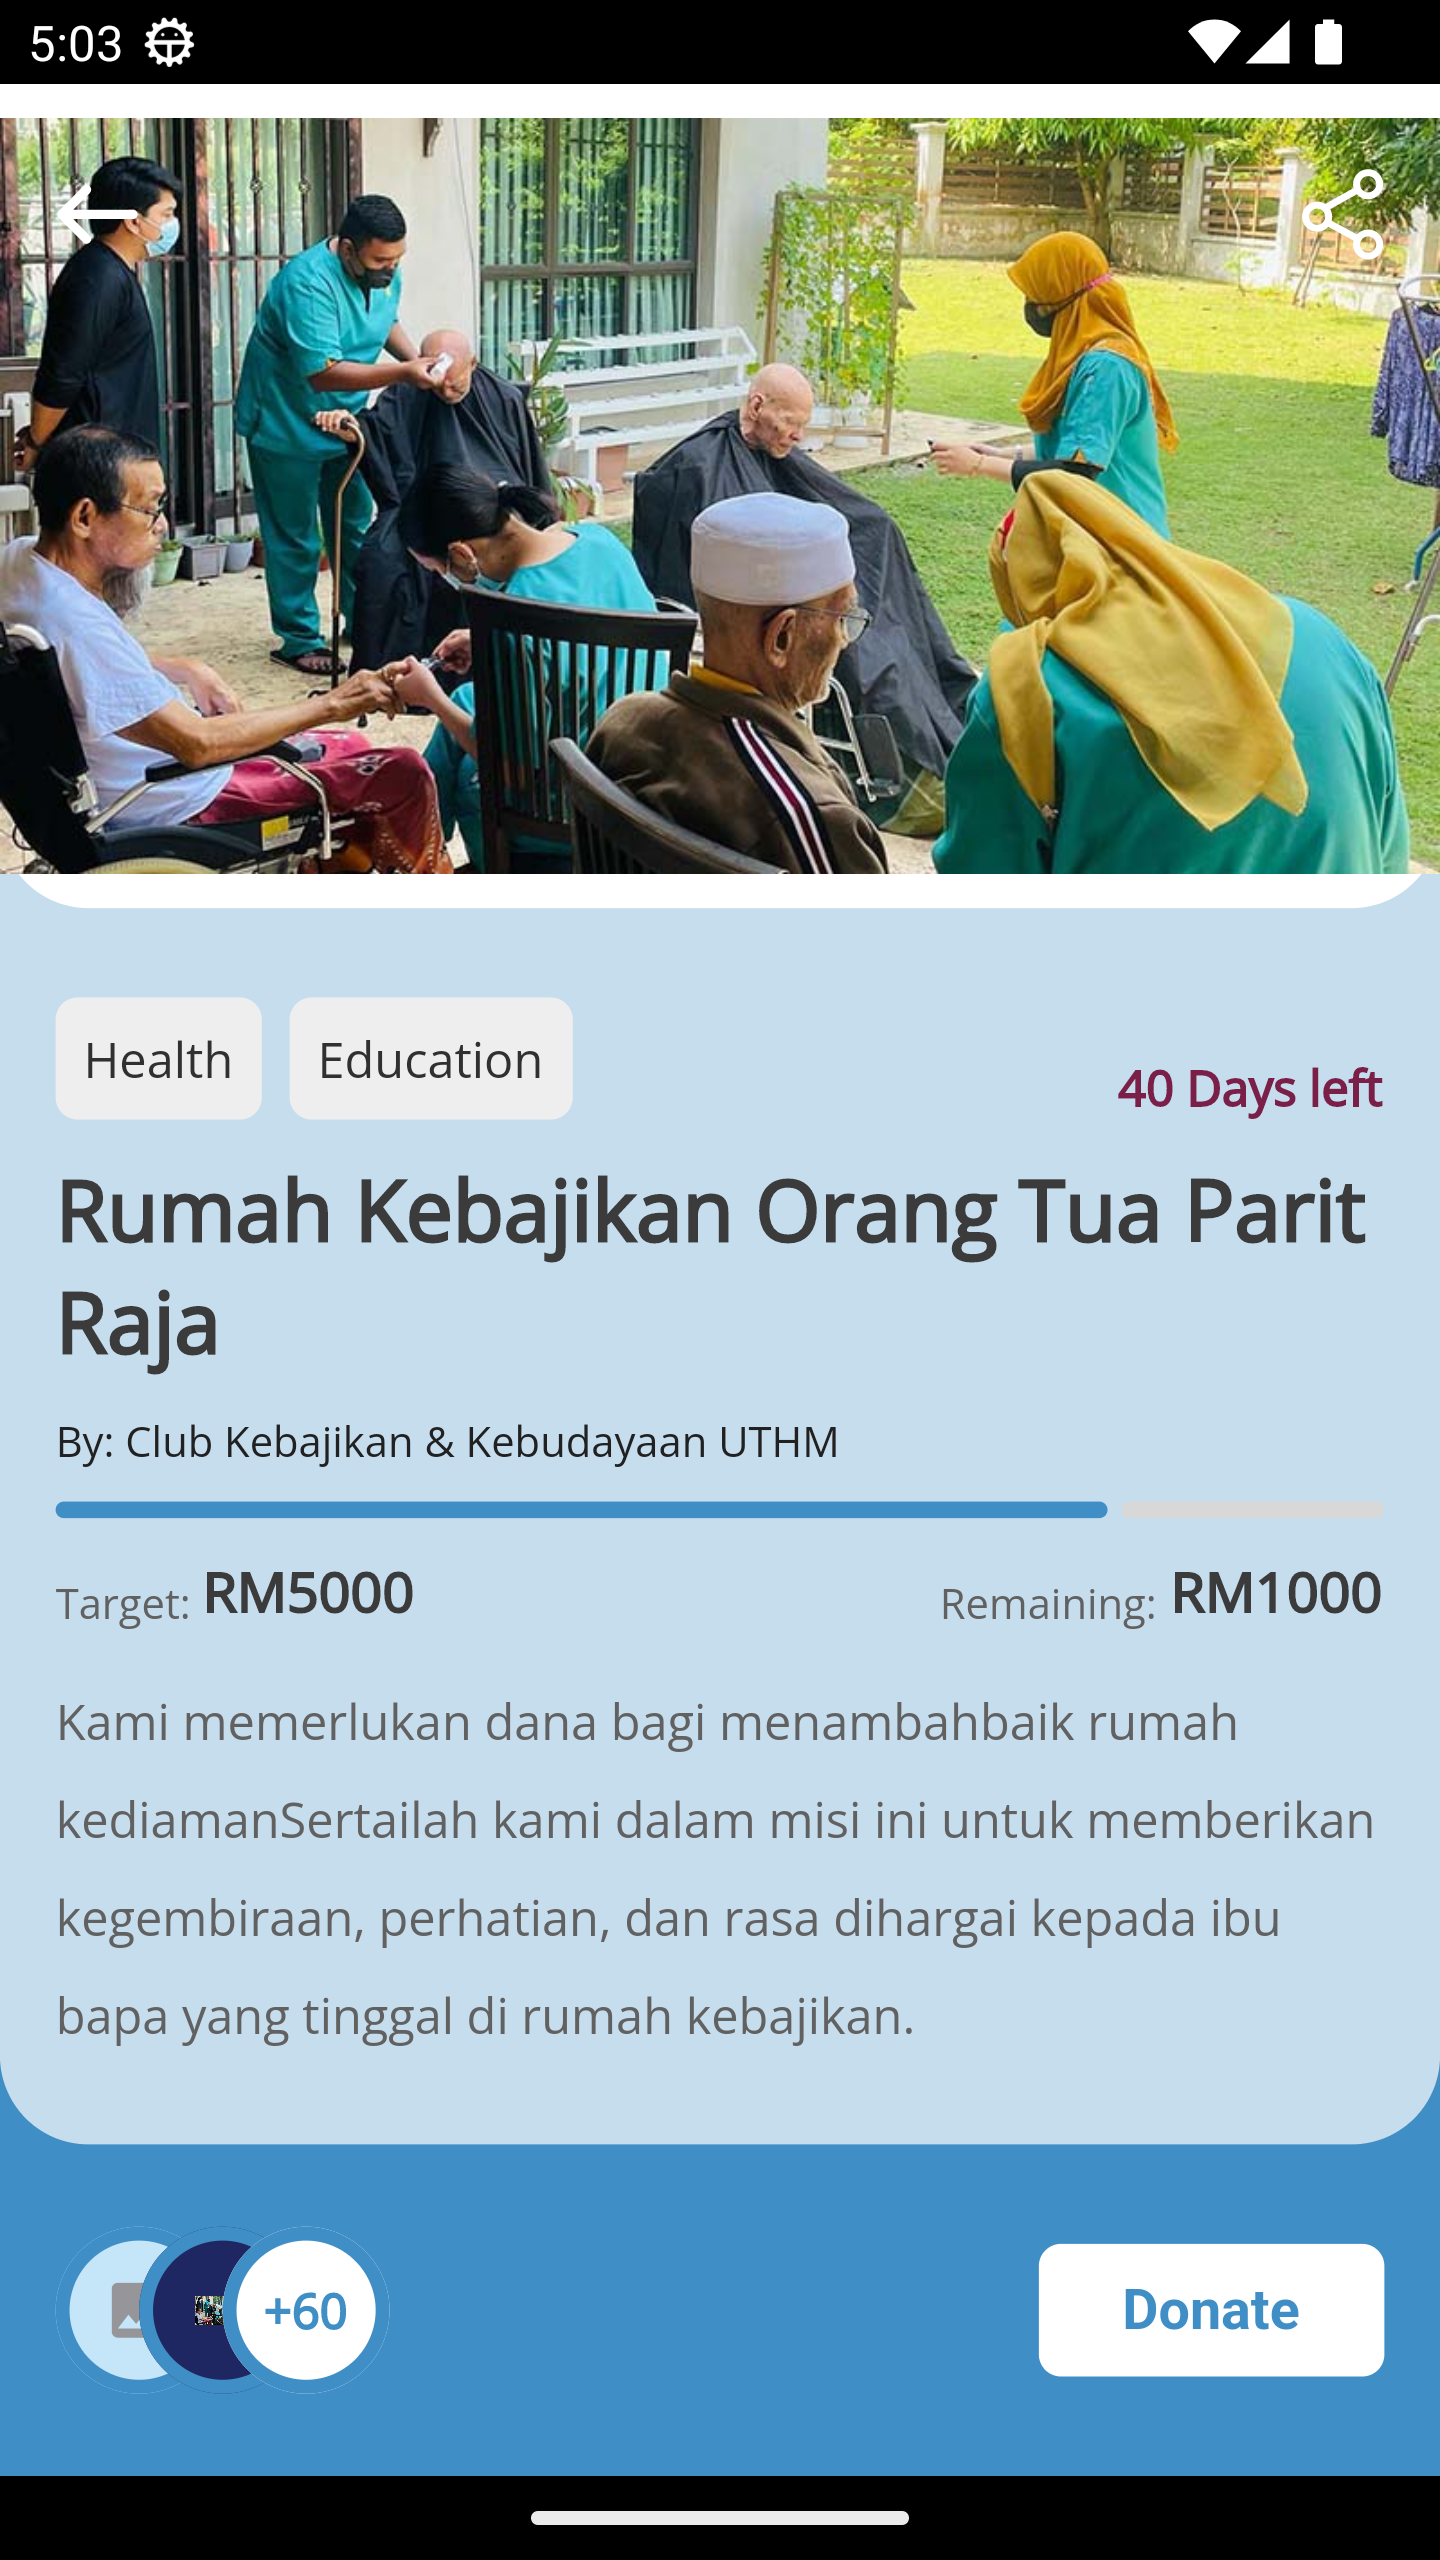 5:03
Health
Education
40 Days left
Rumah Kebajikan Orang Tua Parit
Raja
By: Club Kebajikan & Kebudayaan UTHM
Target: RM5000
Remaining: RM1000
Kami memerlukan dana bagi menambahbaik rumah
kediamanSertailah kami dalam misi ini untuk memberikan
kegembiraan, perhatian, dan rasa dihargai kepada ibu
bapa yang tinggal di rumah kebajikan.
+60
Donate